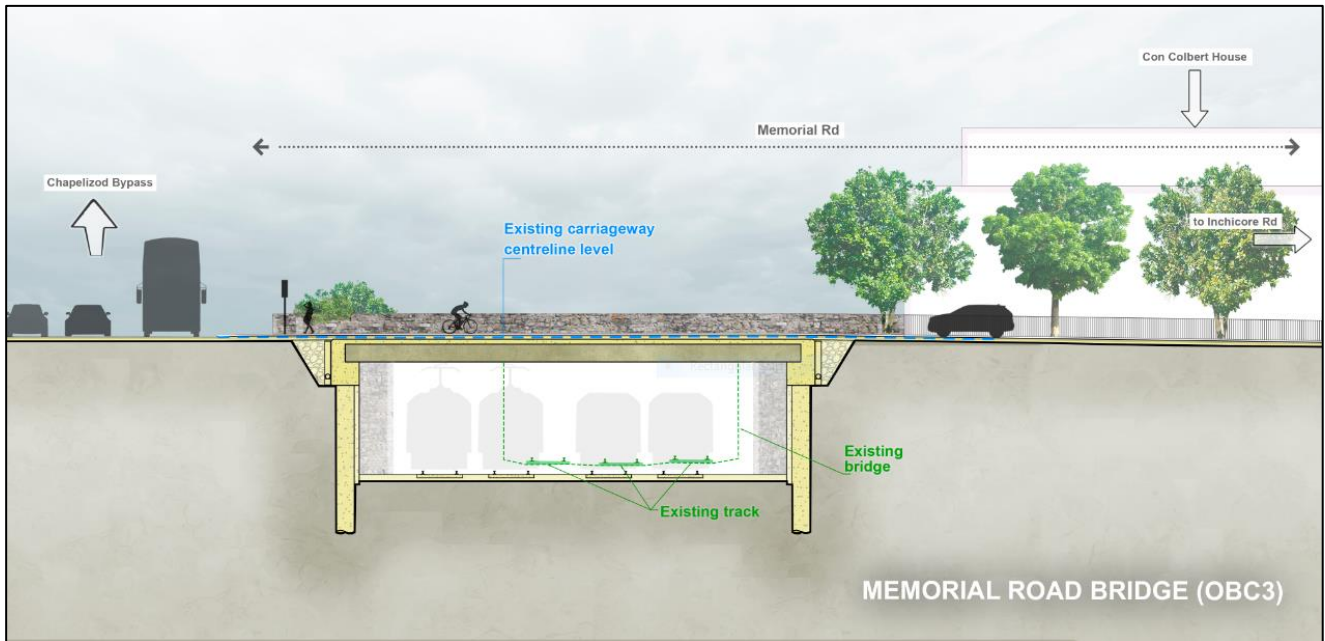 Con Colbert House
Memorial Rd
Chapelizod Bypass
to Inchicore Rd
Existing carriageway
centreline level
Existing
bridge
Existing track
MEMORIAL ROAD BRIDGE (OBC3)